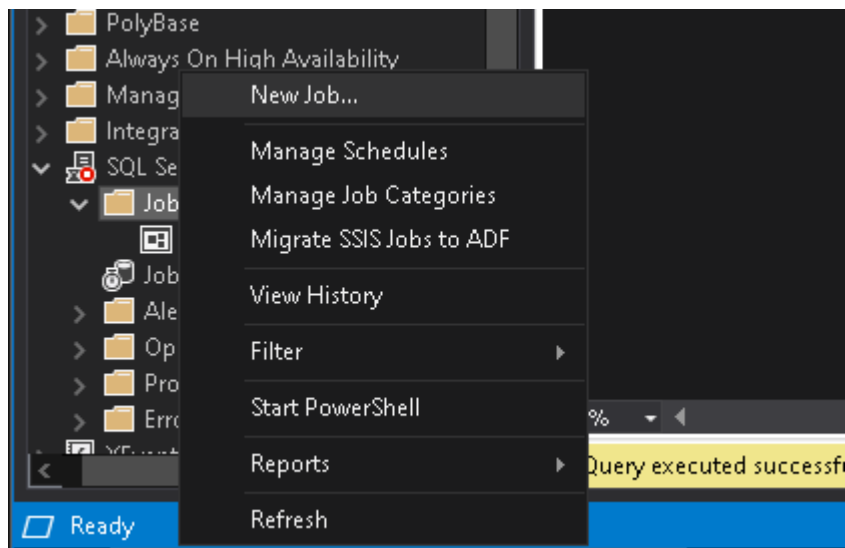 PolyBase
Always On High Availability
Manag
Integra
SQL Se
Job
Job
Ale
Op
Pro
Erro
New Job...
Manage Schedules
Manage Job Categories
Migrate SSIS Jobs to ADF
View History
Filter
Start PowerShell
Reports
Refresh
%
Query executed successf
Ready